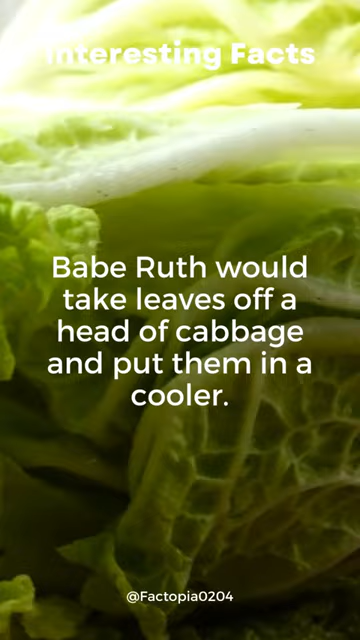 Interesting Facts
Babe Ruth would
take leaves off a
head of cabbage
and put them in a
cooler.
@Factopia0204